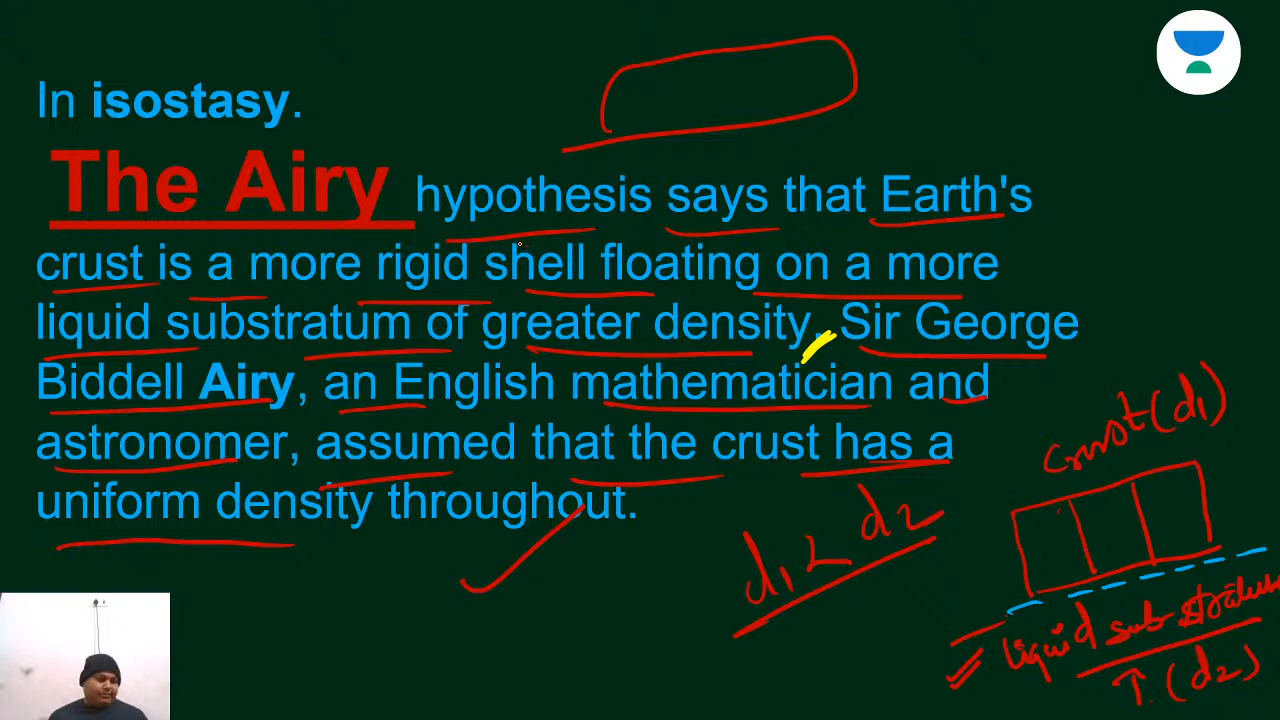 In isostasy.
The Airy hypothesis says that Earth's
crust is a more rigid shell floating on a more
liquid substratum of greater density. Sir George
Biddell Airy, an English mathematician and
astronomer, assumed that the crust has a
uniform density throughout.
crust (d1)
d1 < d2
liquid substratum
↑ (d2)